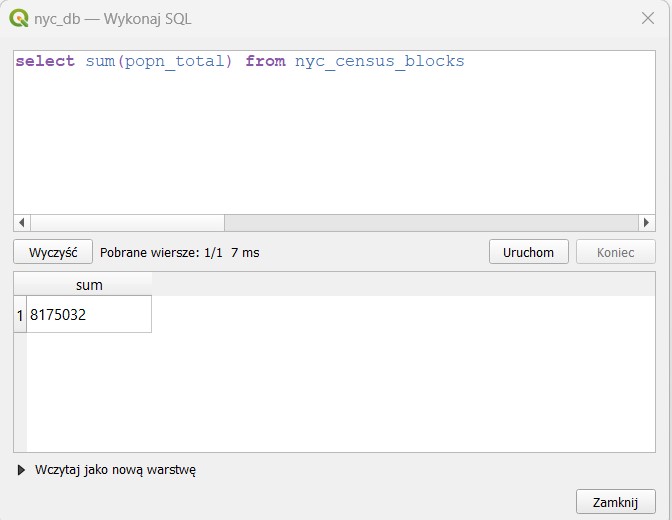 nyc_db — Wykonaj SQL
select sum(popn_total) from nyc_census_blocks
Wyczyść Pobrane wiersze: 1/1 7 ms Uruchom Koniec
sum
1 8175032
Wczytaj jako nową warstwę
Zamknij